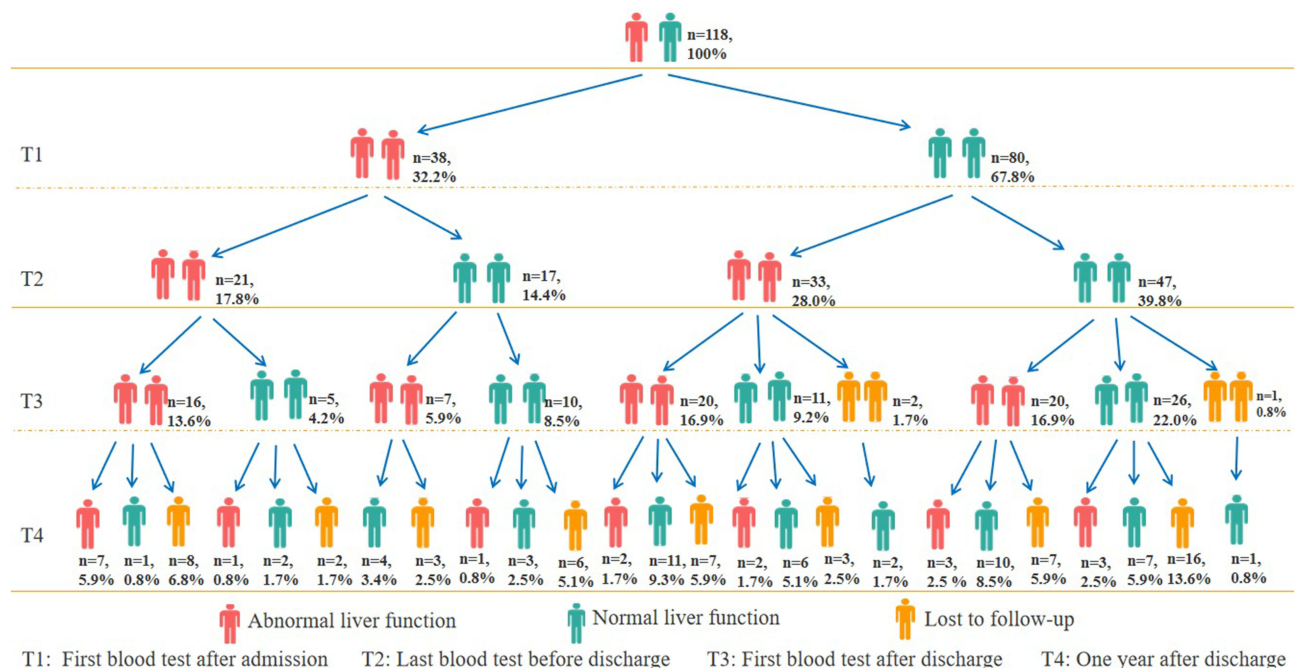 n=118,
100%
T1
n=38,
32.2%
n=80,
67.8%
T2
n=21,
17.8%
n=17,
14.4%
n=33,
28.0%
n=47,
39.8%
T3
n=16,
13.6%
n=5,
4.2%
n=7,
5.9%
n=10,
8.5%
n=20,
16.9%
n=11,
9.2%
n=2,
1.7%
n=20,
16.9%
n=26,
22.0%
n=1,
0.8%
T4
n=7,
5.9%
n=1,
0.8%
n=8,
6.8%
n=1,
0.8%
n=2,
1.7%
n=2,
1.7%
n=4,
3.4%
n=3,
2.5%
n=1,
0.8%
n=3,
2.5%
n=6,
5.1%
n=2,
1.7%
n=11,
9.3%
n=7,
5.9%
n=2,
1.7%
n=6
5.1%
n=3,
2.5%
n=2,
1.7%
n=3,
2.5 %
n=10,
8.5%
n=7,
5.9%
n=3,
2.5%
n=7,
5.9%
n=16,
13.6%
n=1,
0.8%
Abnormal liver function
Normal liver function
Lost to follow-up
T1: First blood test after admission T2: Last blood test before discharge T3: First blood test after discharge T4: One year after discharge